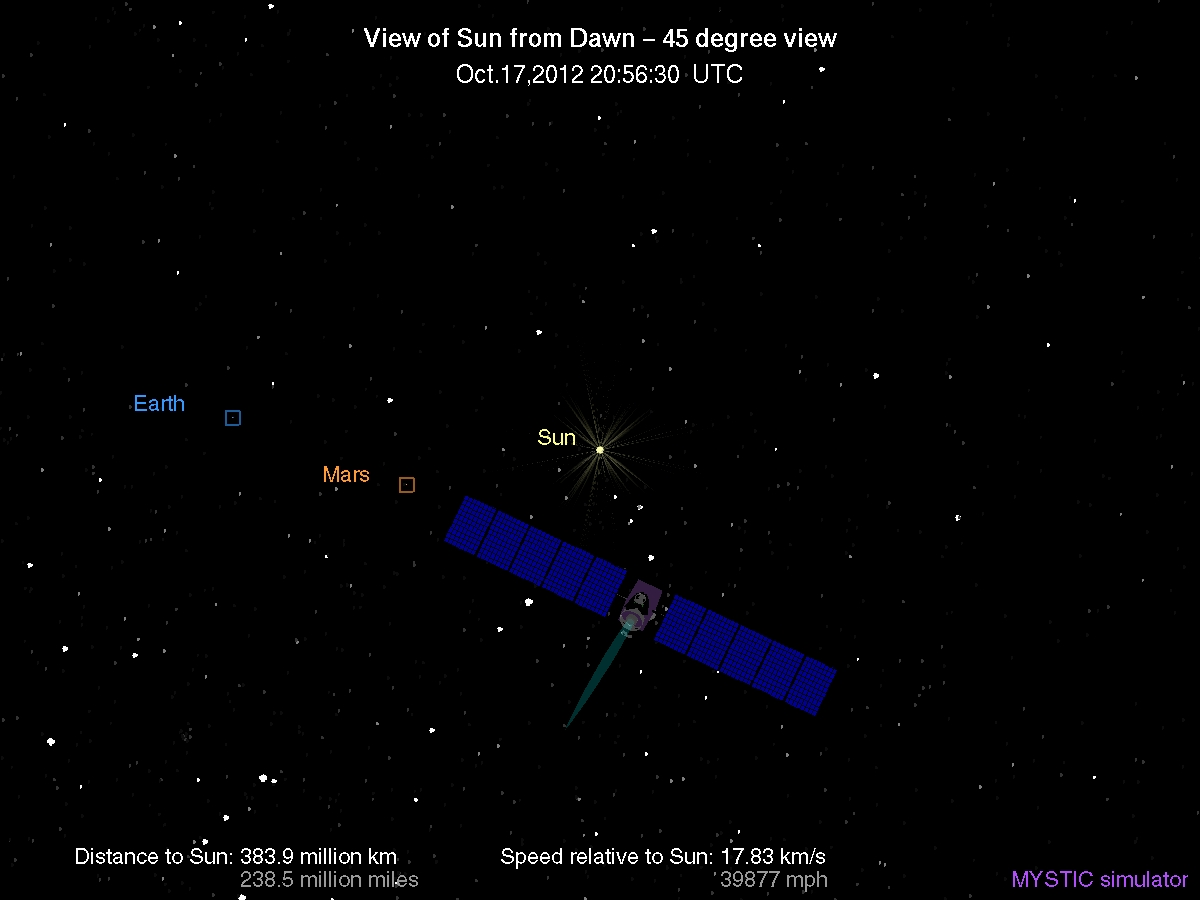 View of Sun from Dawn – 45 degree view
Oct.17,2012 20:56:30 UTC
Earth
Sun
Mars
Distance to Sun: 383.9 million km
238.5 million miles
Speed relative to Sun: 17.83 km/s
39877 mph
MYSTIC simulator